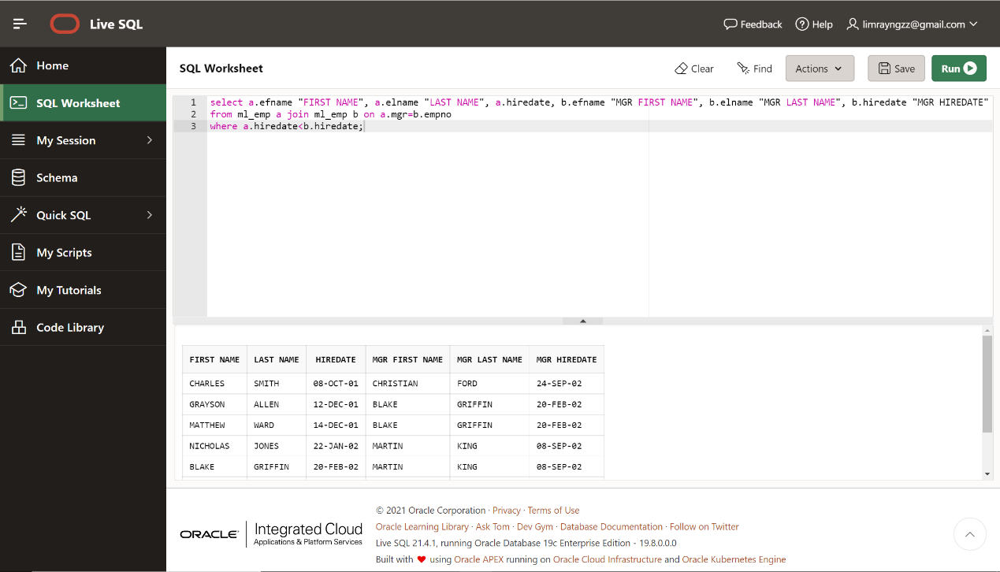 Live SQL
Feedback
Help
limrayngzz@gmail.com
Home
SQL Worksheet
My Session
Schema
Quick SQL
My Scripts
My Tutorials
Code Library
SQL Worksheet
Clear
Find
Actions
Save
Run
1 select a.efname "FIRST NAME", a.elname "LAST NAME", a.hiredate, b.efname "MGR FIRST NAME", b.elname "MGR LAST NAME", b.hiredate "MGR HIREDATE"
2 from ml_emp a join ml_emp b on a.mgr=b.empno
3 where a.hiredate<b.hiredate;
FIRST NAME LAST NAME HIREDATE MGR FIRST NAME MGR LAST NAME MGR HIREDATE
CHARLES SMITH 08-OCT-01 CHRISTIAN FORD 24-SEP-02
GRAYSON ALLEN 12-DEC-01 BLAKE GRIFFIN 20-FEB-02
MATTHEW WARD 14-DEC-01 BLAKE GRIFFIN 20-FEB-02
NICHOLAS JONES 22-JAN-02 MARTIN KING 08-SEP-02
BLAKE GRIFFIN 20-FEB-02 MARTIN KING 08-SEP-02
ORACLE
Integrated Cloud
Applications & Platform Services
© 2021 Oracle Corporation · Privacy · Terms of Use
Oracle Learning Library · Ask Tom · Dev Gym · Database Documentation · Follow on Twitter
Live SQL 21.4.1, running Oracle Database 19c Enterprise Edition - 19.8.0.0.0
Built with ❤ using Oracle APEX running on Oracle Cloud Infrastructure and Oracle Kubernetes Engine